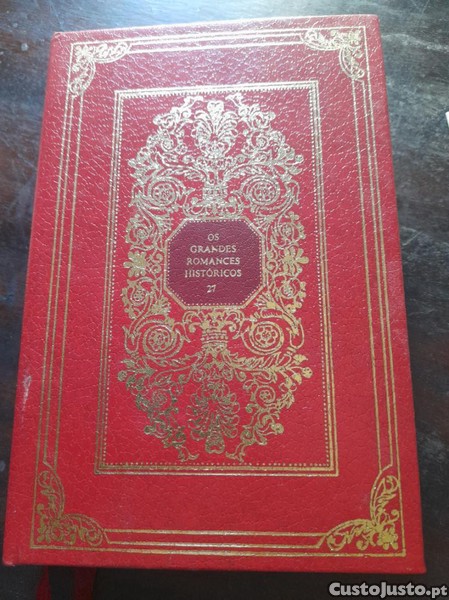 OS
GRANDES
ROMANCES
HISTÓRICOS
27
CustoJusto.pt